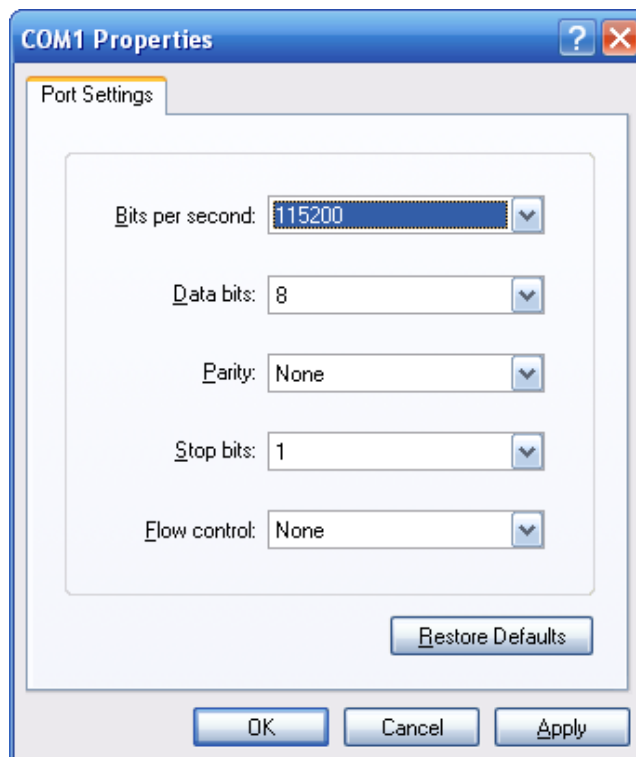 COM1 Properties
Port Settings
Bits per second: 115200
Data bits: 8
Parity: None
Stop bits: 1
Flow control: None
Restore Defaults
OK Cancel Apply